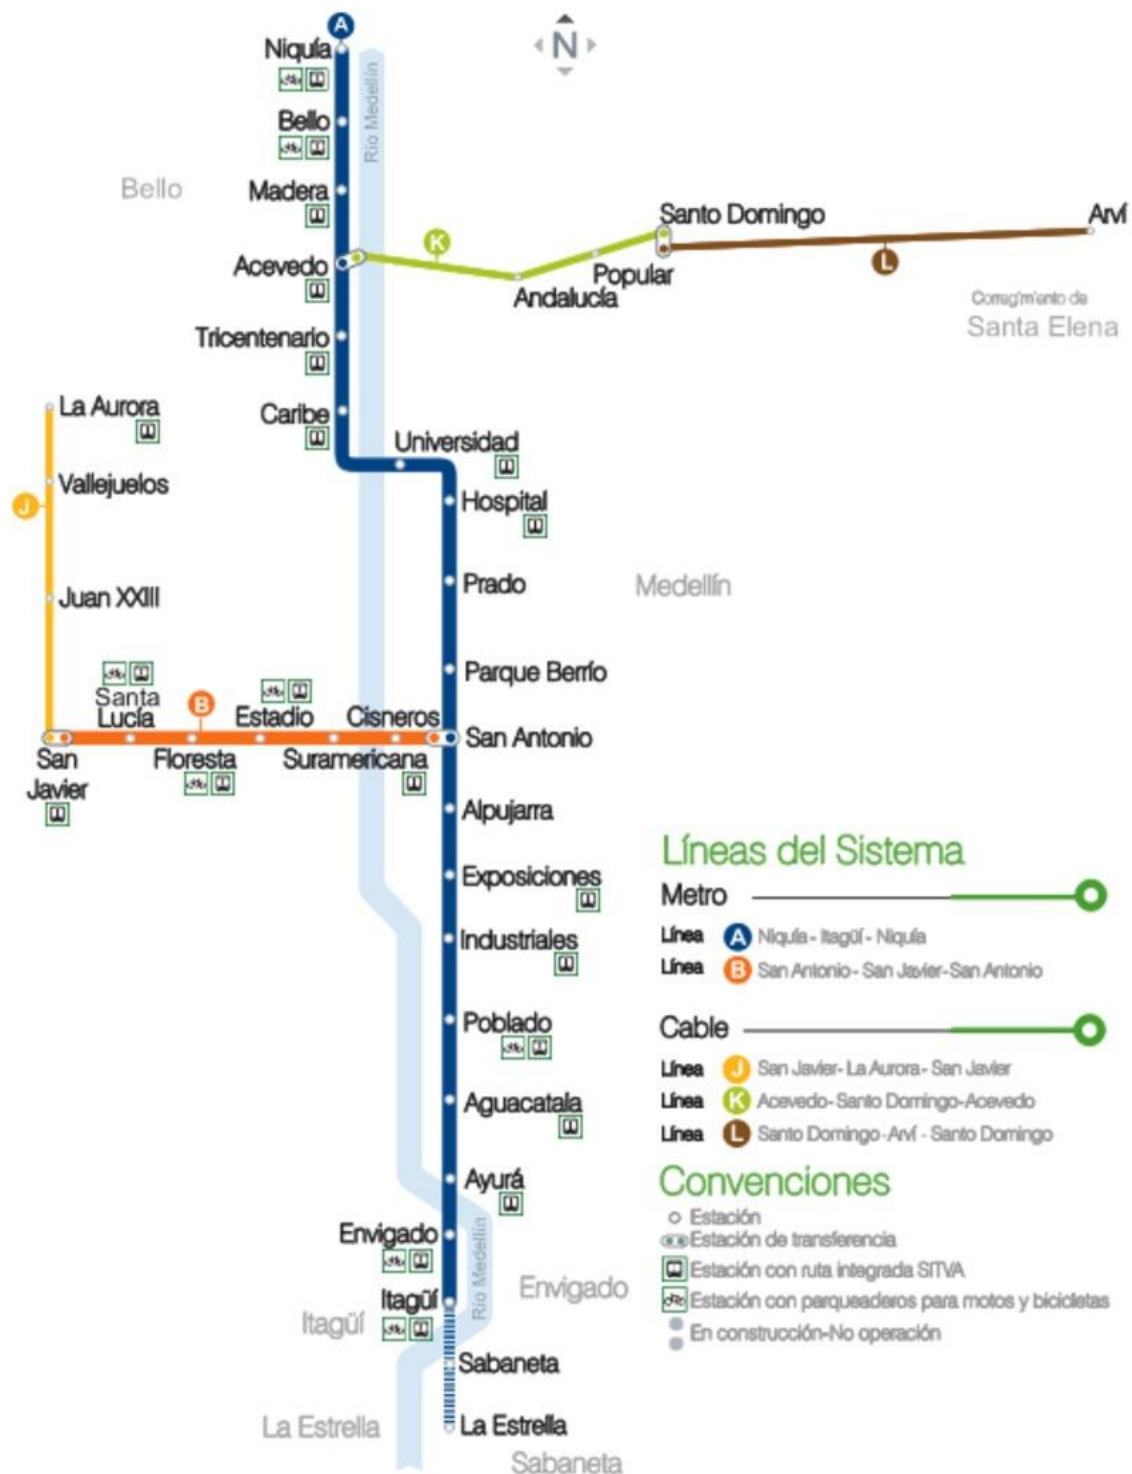 A
N
Niquía
Río Medellín
Bello
Bello
Madera
Santo Domingo
Arví
K
Acevedo
Popular
L
Andalucía
Corregimiento de
Santa Elena
Tricentenario
La Aurora
Caribe
Universidad
Vallejuelos
J
Hospital
Prado
Medellín
Juan XXIII
Parque Berrío
Santa
Lucía
B
Estadio
Cisneros
San Antonio
San
Javier
Floresta
Suramericana
Alpujarra
Líneas del Sistema
Exposiciones
Metro
Industriales
Línea A Niquía - Itagüí - Niquía
Línea B San Antonio - San Javier-San Antonio
Poblado
Cable
Línea J San Javier- La Aurora - San Javier
Aguacatala
Línea K Acevedo- Santo Domingo-Acevedo
Línea L Santo Domingo -Arví - Santo Domingo
Ayurá
Convenciones
Estación
Envigado
Estación de transferencia
Río Medellín
Estación con ruta integrada SITVA
Envigado
Itagüí
Estación con parqueaderos para motos y bicicletas
Itagüí
En construcción-No operación
Sabaneta
La Estrella
La Estrella
Sabaneta